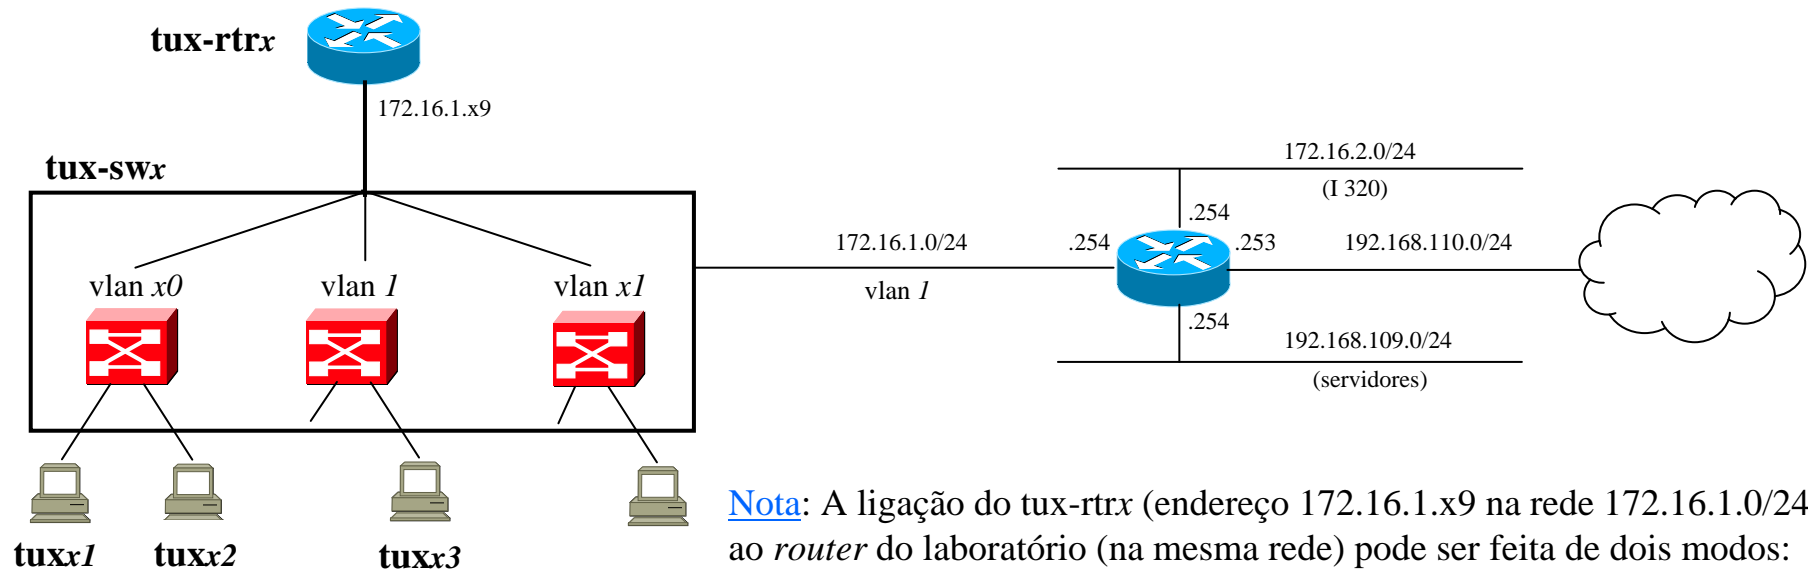 tux-rtrx
172.16.1.x9
tux-swx
vlan x0
vlan 1
vlan x1
tuxx1
tuxx2
tuxx3
172.16.1.0/24
vlan 1
.254
172.16.2.0/24
(I 320)
.254
.253
192.168.110.0/24
.254
192.168.109.0/24
(servidores)
Nota: A ligação do tux-rtrx (endereço 172.16.1.x9 na rede 172.16.1.0/24
ao router do laboratório (na mesma rede) pode ser feita de dois modos: